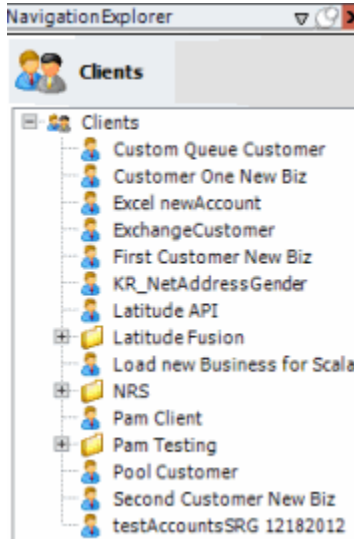 NavigationExplorer
Clients
Clients
Custom Queue Customer
Customer One New Biz
Excel newAccount
ExchangeCustomer
First Customer New Biz
KR_NetAddressGender
Latitude API
Latitude Fusion
Load new Business for Scala
NRS
Pam Client
Pam Testing
Pool Customer
Second Customer New Biz
testAccountsSRG 12182012